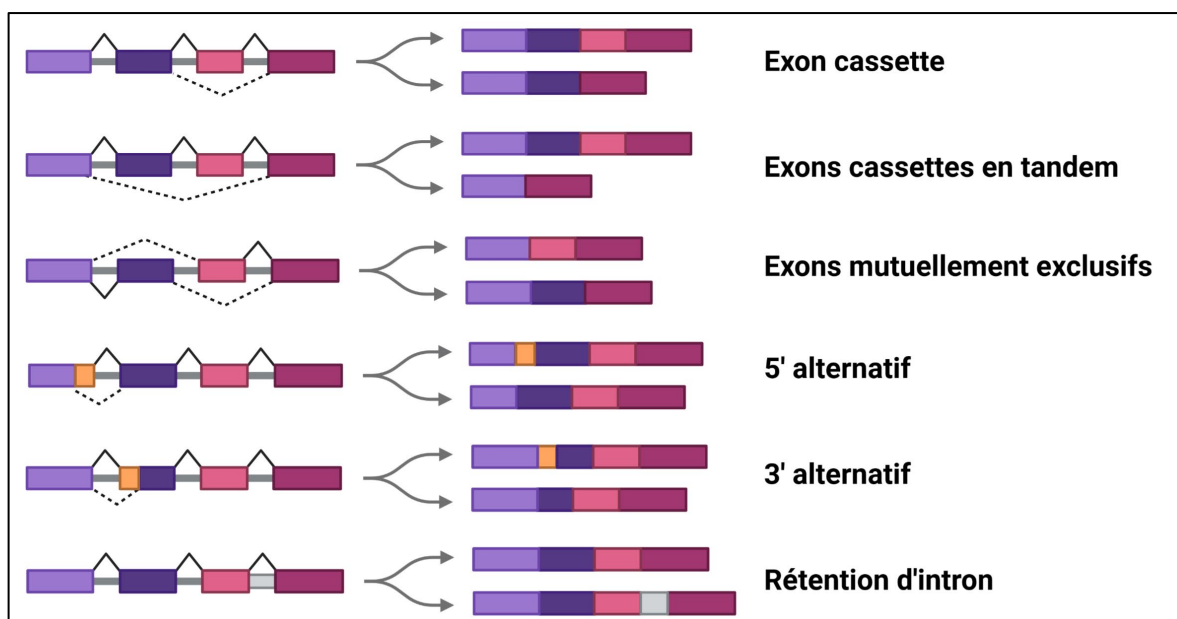 Exon cassette
Exons cassettes en tandem
Exons mutuellement exclusifs
5' alternatif
3' alternatif
Rétention d'intron